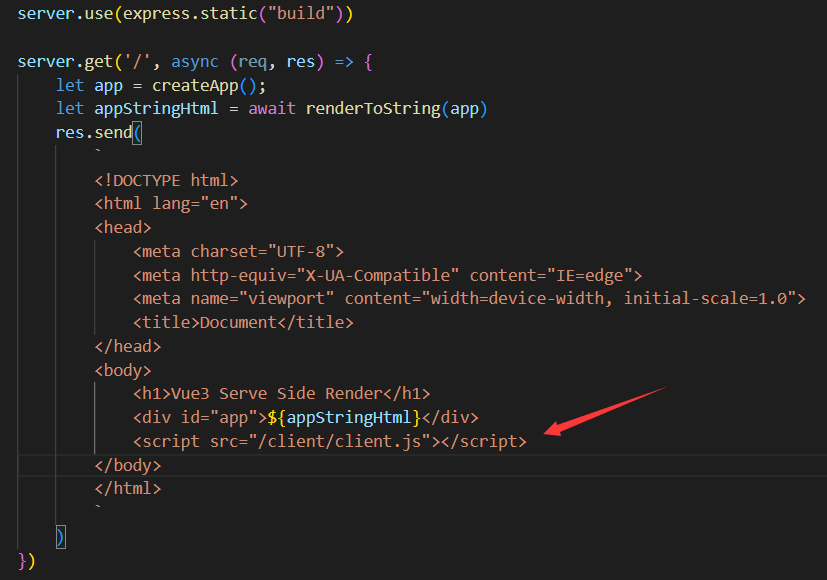 server.use(express.static("build"))
server.get('/', async (req, res) => {
let app = createApp();
let appStringHtml = await renderToString(app)
res.send(
`
<!DOCTYPE html>
<html lang="en">
<head>
<meta charset="UTF-8">
<meta http-equiv="X-UA-Compatible" content="IE=edge">
<meta name="viewport" content="width=device-width, initial-scale=1.0">
<title>Document</title>
</head>
<body>
<h1>Vue3 Serve Side Render</h1>
<div id="app">${appStringHtml}</div>
<script src="/client/client.js"></script>
</body>
</html>
`
)
})